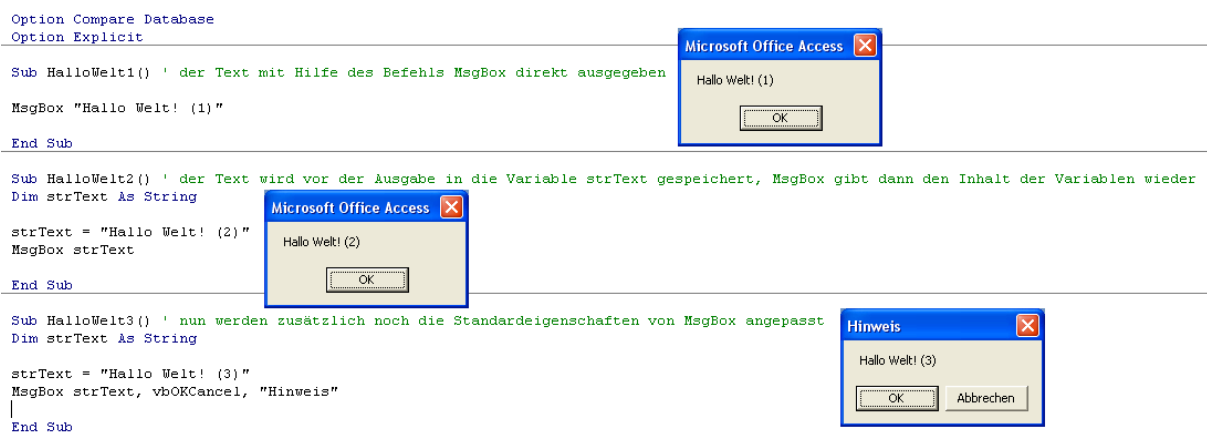 Option Compare Database
Option Explicit
Microsoft Office Access
Sub HalloWelt1() ' der Text mit Hilfe des Befehls MsgBox direkt ausgegeben
Hallo Welt! (1)
MsgBox "Hallo Welt! (1)"
OK
End Sub
Sub HalloWelt2() ' der Text wird vor der Ausgabe in die Variable strText gespeichert, MsgBox gibt dann den Inhalt der Variablen wieder
Dim strText As String
Microsoft Office Access
strText = "Hallo Welt! (2)"
Hallo Welt! (2)
MsgBox strText
OK
End Sub
Sub HalloWelt3() ' nun werden zusätzlich noch die Standardeigenschaften von MsgBox angepasst
Dim strText As String
Hinweis
Hallo Welt! (3)
strText = "Hallo Welt! (3)"
MsgBox strText, vbOKCancel, "Hinweis"
OK Abbrechen
End Sub